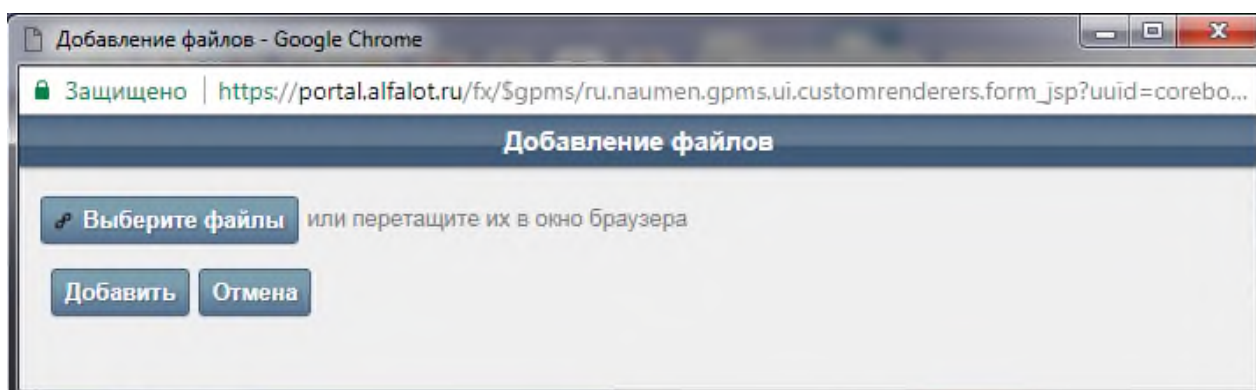 Добавление файлов - Google Chrome
Защищено | https://portal.alfalot.ru/fx/$gpms/ru.naumen.gpms.ui.customrenderers.form_jsp?uuid=corebo...
Добавление файлов
Выберите файлы или перетащите их в окно браузера
Добавить Отмена